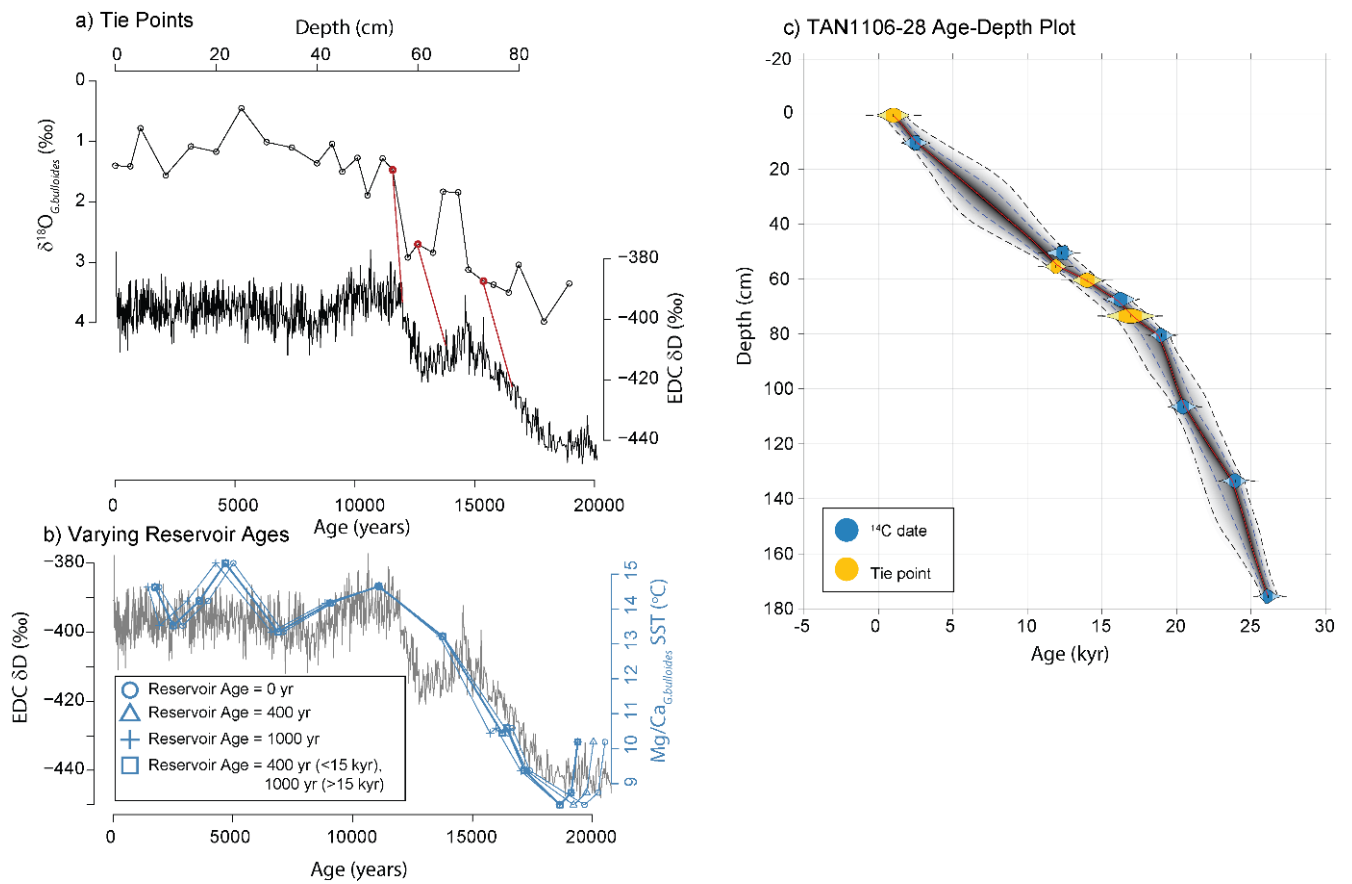 a) Tie Points
Depth (cm)
0 20 40 60 80
0
1
2
3
4
δ¹⁸O G.bulloides (‰)
−380
−400
−420
−440
EDC δD (‰)
0 5000 10000 15000 20000
Age (years)
b) Varying Reservoir Ages
−380
−400
−420
−440
EDC δD (‰)
15
14
13
12
11
10
9
Mg/Ca G.bulloides SST (°C)
Reservoir Age = 0 yr
Reservoir Age = 400 yr
Reservoir Age = 1000 yr
Reservoir Age = 400 yr (<15 kyr),
1000 yr (>15 kyr)
0 5000 10000 15000 20000
Age (years)
c) TAN1106-28 Age-Depth Plot
-20
0
20
40
60
80
100
120
140
160
180
Depth (cm)
¹⁴C date
Tie point
-5 0 5 10 15 20 25 30
Age (kyr)